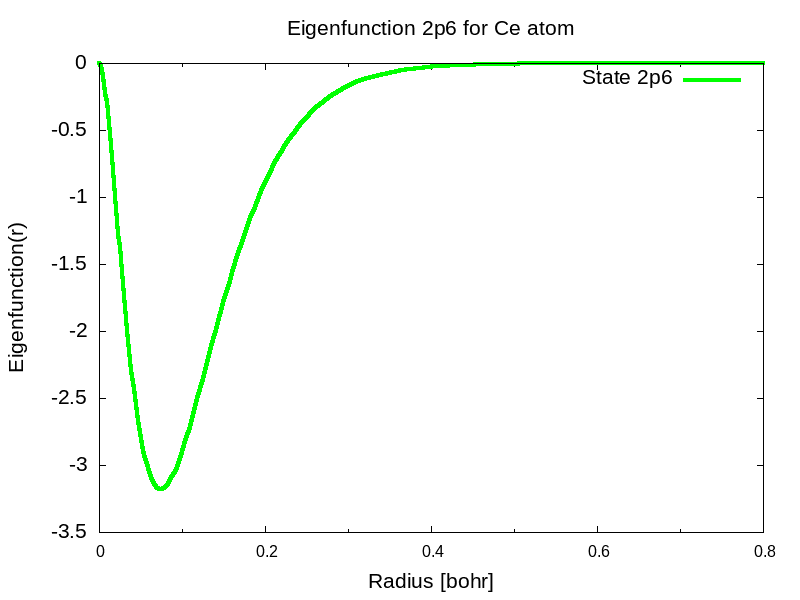 Eigenfunction 2p6 for Ce atom
State 2p6
0
-0.5
-1
-1.5
-2
-2.5
-3
-3.5
Eigenfunction(r)
0 0.2 0.4 0.6 0.8
Radius [bohr]